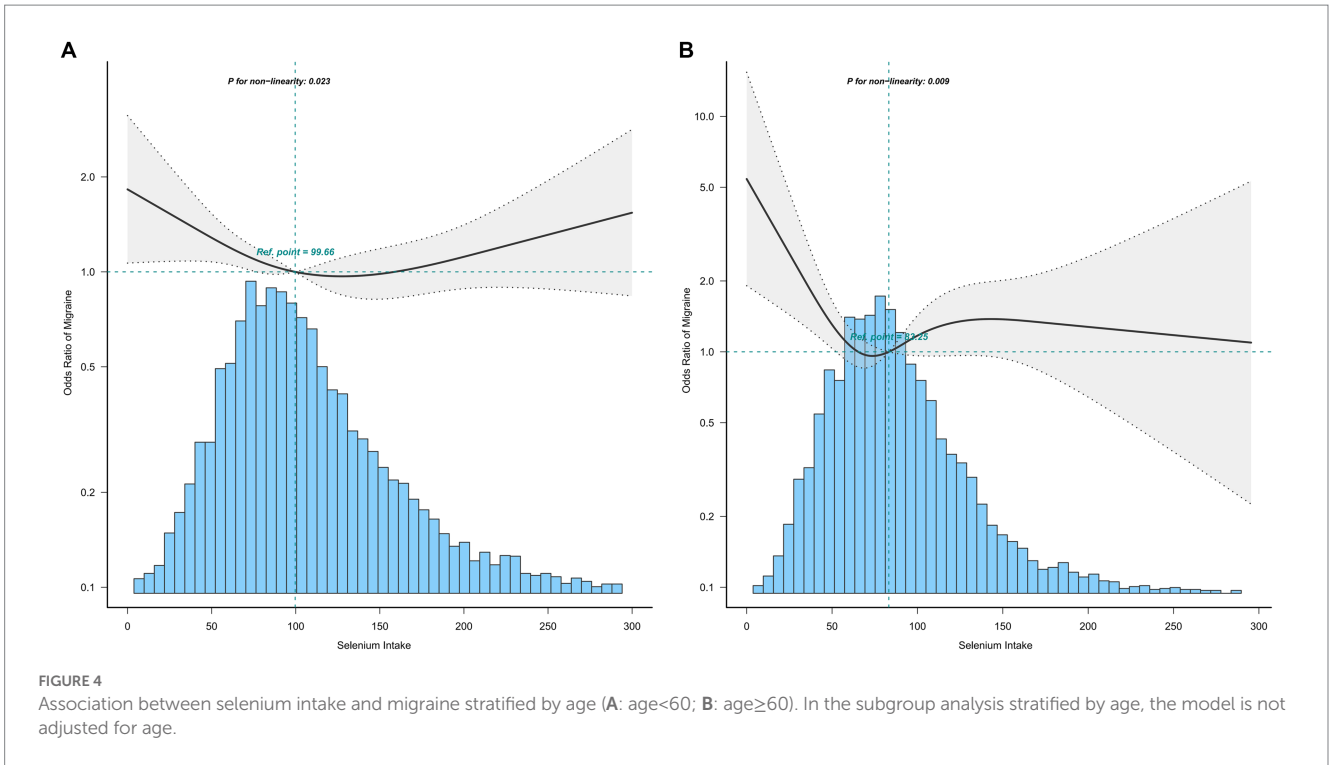 A
P for non−linearity: 0.023
2.0
1.0
0.5
0.2
0.1
Odds Ratio of Migraine
Ref. point = 99.66
0 50 100 150 200 250 300
Selenium Intake
B
P for non−linearity: 0.009
10.0
5.0
2.0
1.0
0.5
0.2
0.1
Odds Ratio of Migraine
Ref. point = 83.25
0 50 100 150 200 250 300
Selenium Intake
FIGURE 4
Association between selenium intake and migraine stratified by age (A: age<60; B: age≥60). In the subgroup analysis stratified by age, the model is not
adjusted for age.